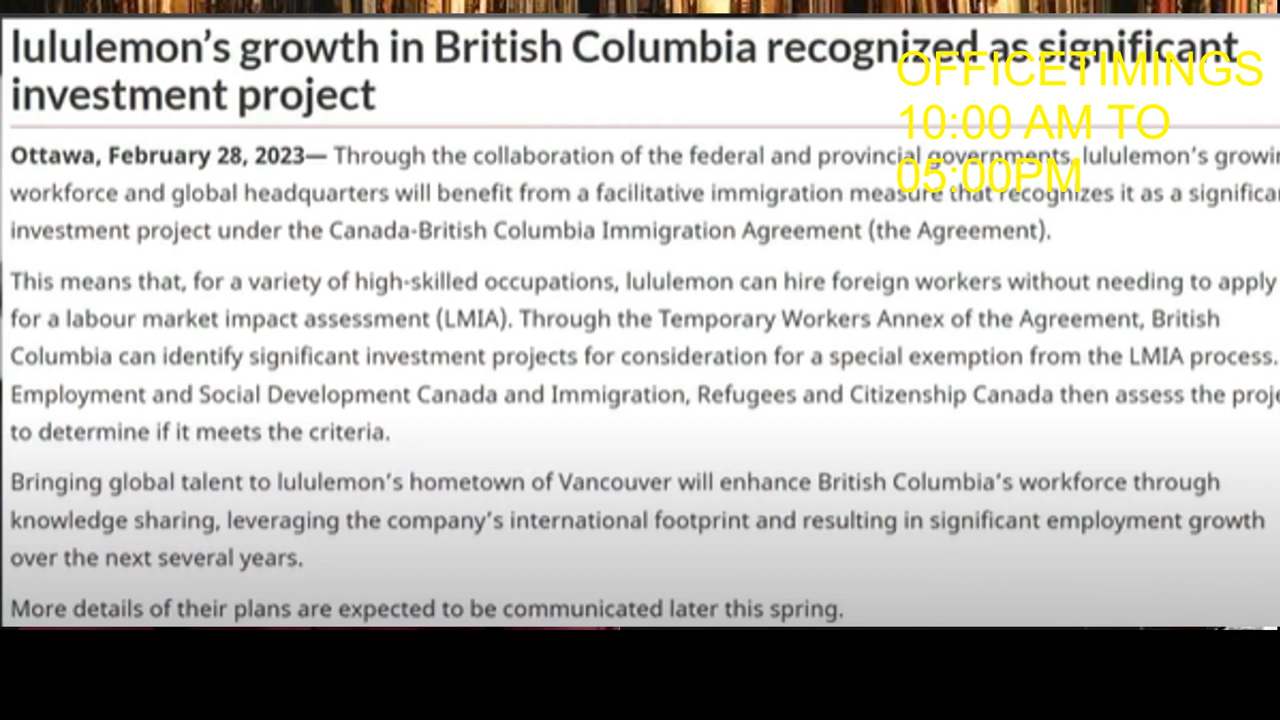 lululemon's growth in British Columbia recognized as significant
investment project
OFFICETIMINGS
10:00 AM TO
05:00PM
Ottawa, February 28, 2023— Through the collaboration of the federal and provincial governments, lululemon's
workforce and global headquarters will benefit from a facilitative immigration measure that recognizes it as a
investment project under the Canada-British Columbia Immigration Agreement (the Agreement).
This means that, for a variety of high-skilled occupations, lululemon can hire foreign workers without needing to apply
for a labour market impact assessment (LMIA). Through the Temporary Workers Annex of the Agreement, British
Columbia can identify significant investment projects for consideration for a special exemption from the LMIA process.
Employment and Social Development Canada and Immigration, Refugees and Citizenship Canada then assess the
to determine if it meets the criteria.
Bringing global talent to lululemon's hometown of Vancouver will enhance British Columbia's workforce through
knowledge sharing, leveraging the company's international footprint and resulting in significant employment growth
over the next several years.
More details of their plans are expected to be communicated later this spring.